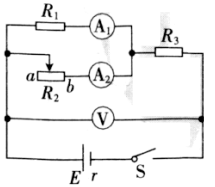 R₁ A₁ R₃
a b A₂
R₂
V
E r S